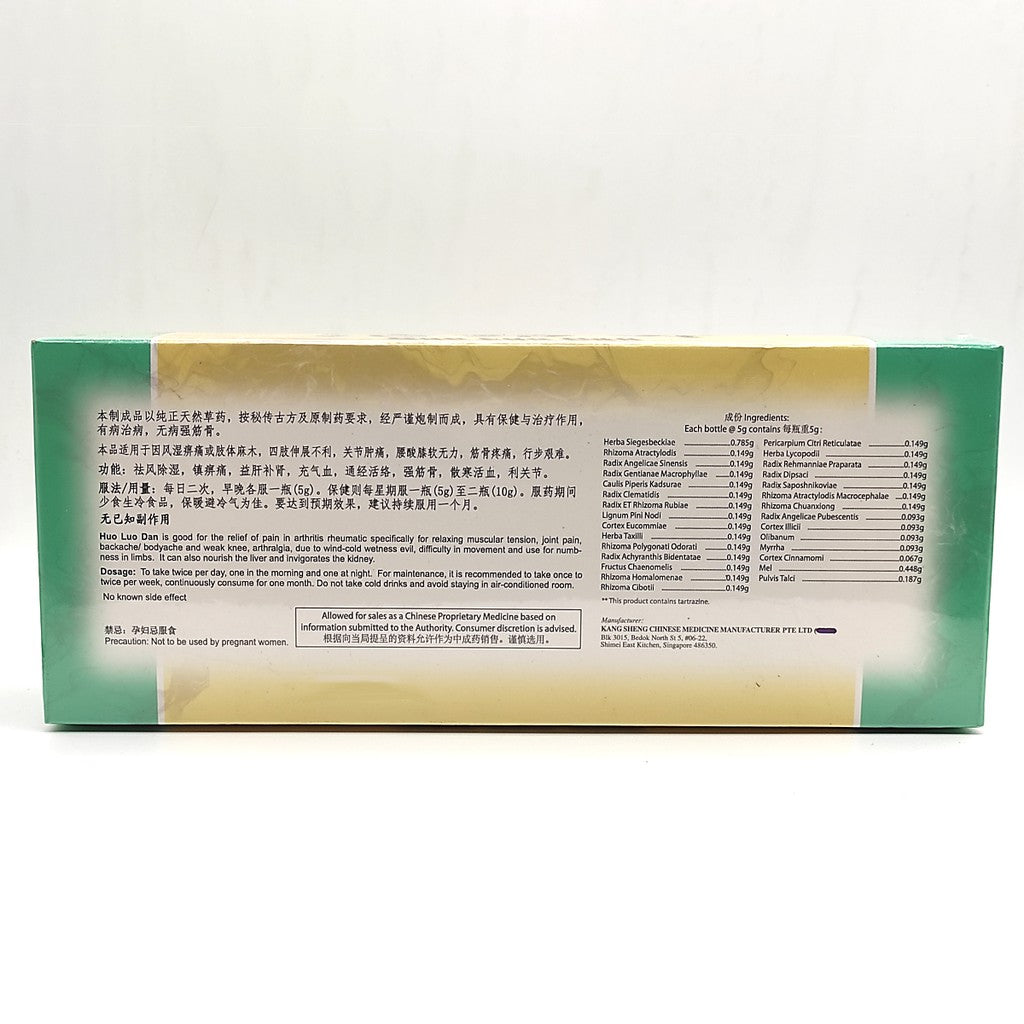 本制成品以纯正天然草药，按秘传古方及原制药要求，经严谨炮制而成，具有保健与治疗作用，
有病治病，无病强筋骨。
本品适用于因风湿痹痛或肢体麻木，四肢伸展不利，关节肿痛，腰酸膝软无力，筋骨疼痛，行步艰难。
功能：祛风除湿，镇痹痛，益肝补肾，充气血，通经活络，强筋骨，散寒活血，利关节。
服法/用量：每日二次，早晚各服一瓶(5g)。保健则每星期服一瓶(5g)至二瓶(10g)。服药期间
少食生冷食品，保暖避冷气为佳。要达到预期效果，建议持续服用一个月。
无已知副作用
Huo Luo Dan is good for the relief of pain in arthritis rheumatic specifically for relaxing muscular tension, joint pain,
backache/ bodyache and weak knee, arthralgia, due to wind-cold wetness evil, difficulty in movement and use for numb-
ness in limbs. It can also nourish the liver and invigorates the kidney.
Dosage: To take twice per day, one in the morning and one at night. For maintenance, it is recommended to take once to
twice per week, continuously consume for one month. Do not take cold drinks and avoid staying in air-conditioned room.
No known side effect
禁忌：孕妇忌服食
Precaution: Not to be used by pregnant women.
Allowed for sales as a Chinese Proprietary Medicine based on
information submitted to the Authority. Consumer discretion is advised.
根据向当局提呈的资料允许作为中成药销售。谨慎选用。
成份 Ingredients:
Each bottle @ 5g contains 每瓶重5g:
Herba Siegesbeckiae 0.785g
Rhizoma Atractylodis 0.149g
Radix Angelicae Sinensis 0.149g
Radix Gentianae Macrophyllae 0.149g
Caulis Piperis Kadsurae 0.149g
Radix Clematidis 0.149g
Radix ET Rhizoma Rubiae 0.149g
Lignum Pini Nodi 0.149g
Cortex Eucommiae 0.149g
Herba Taxilli 0.149g
Rhizoma Polygonati Odorati 0.149g
Radix Achyranthis Bidentatae 0.149g
Fructus Chaenomelis 0.149g
Rhizoma Homalomenae 0.149g
Rhizoma Cibotii 0.149g
Pericarpium Citri Reticulatae 0.149g
Herba Lycopodii 0.149g
Radix Rehmanniae Praparata 0.149g
Radix Dipsaci 0.149g
Radix Saposhnikoviae 0.149g
Rhizoma Atractylodis Macrocephalae 0.149g
Rhizoma Chuanxiong 0.149g
Radix Angelicae Pubescentis 0.093g
Cortex Illicii 0.093g
Olibanum 0.093g
Myrrha 0.093g
Cortex Cinnamomi 0.067g
Mel 0.448g
Pulvis Talci 0.187g
** This product contains tartrazine.
Manufacturer:
KANG SHENG CHINESE MEDICINE MANUFACTURER PTE LTD
Blk 3015, Bedok North St 5, #06-22,
Shimei East Kitchen, Singapore 486350.